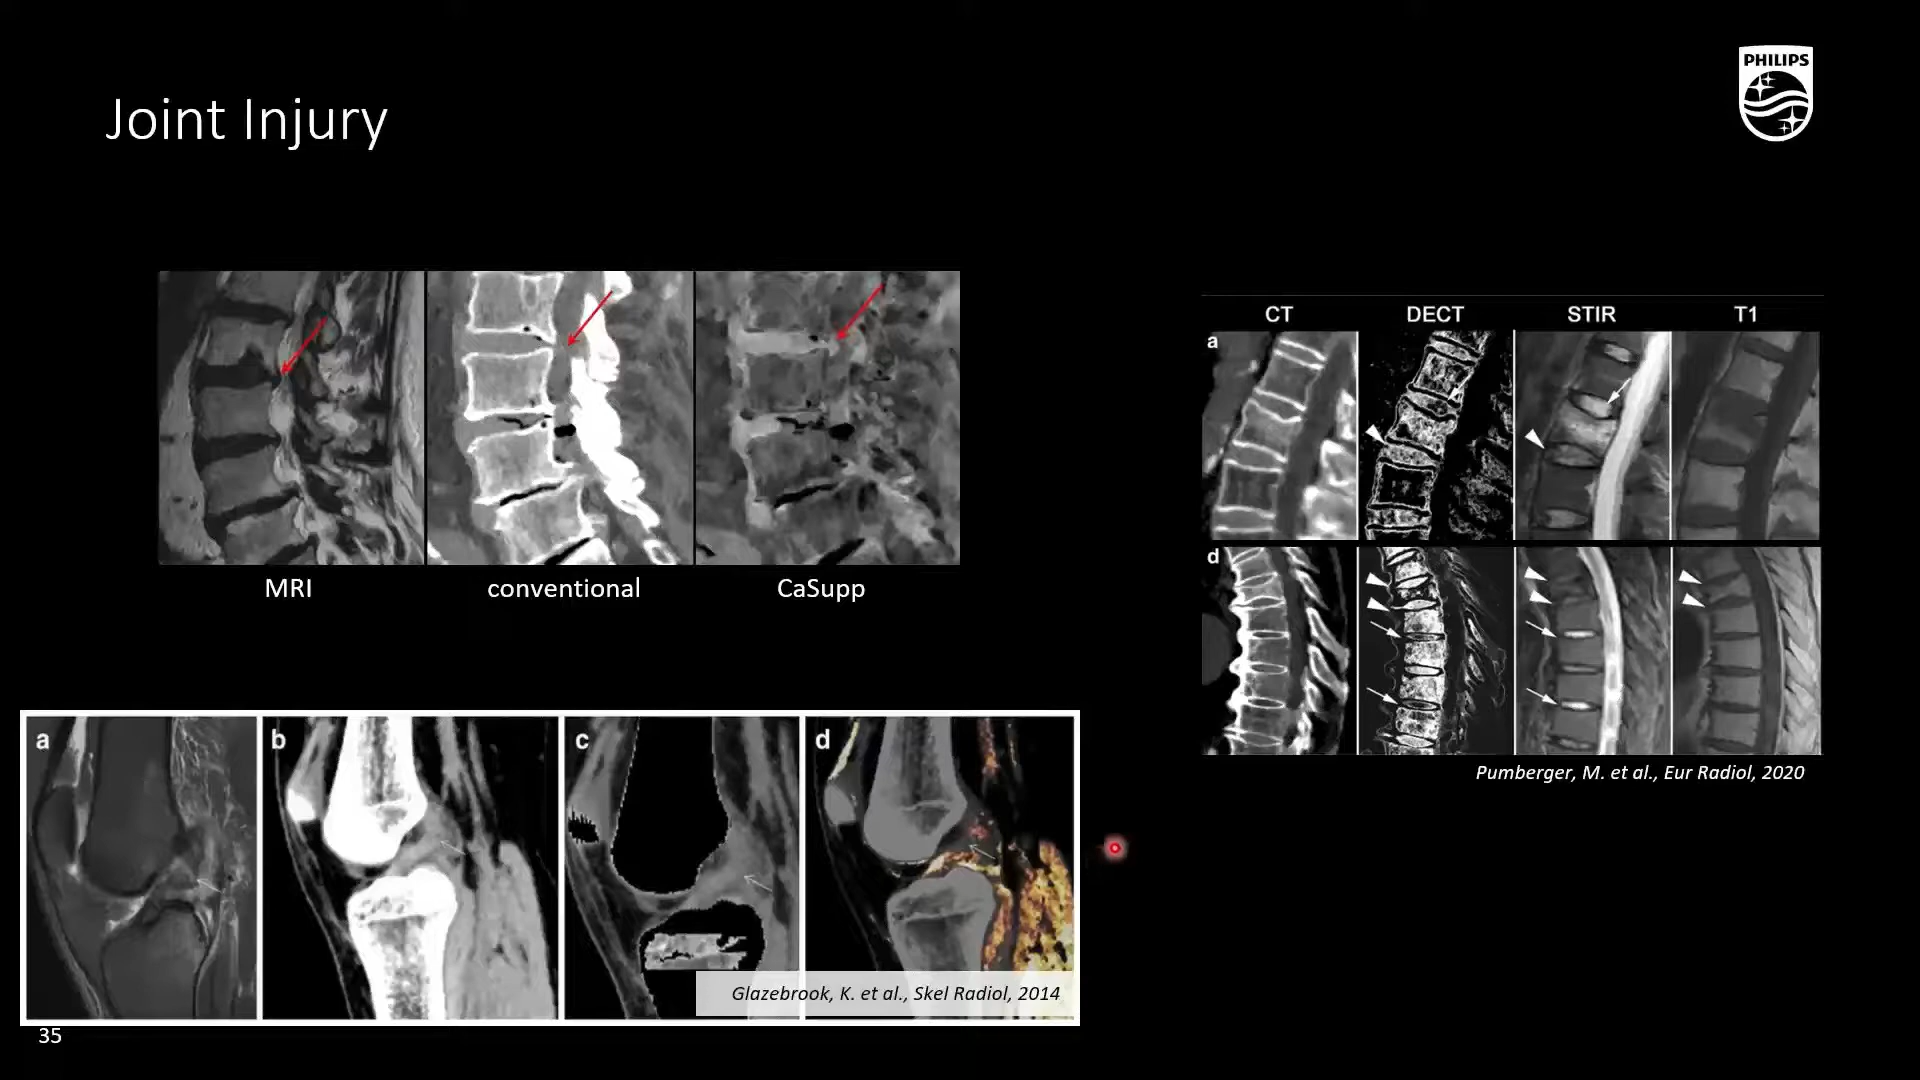 PHILIPS
Joint Injury
MRI
conventional
CaSupp
CT
DECT
STIR
T1
a
d
Pumberger, M. et al., Eur Radiol, 2020
a
b
c
d
Glazebrook, K. et al., Skel Radiol, 2014
35